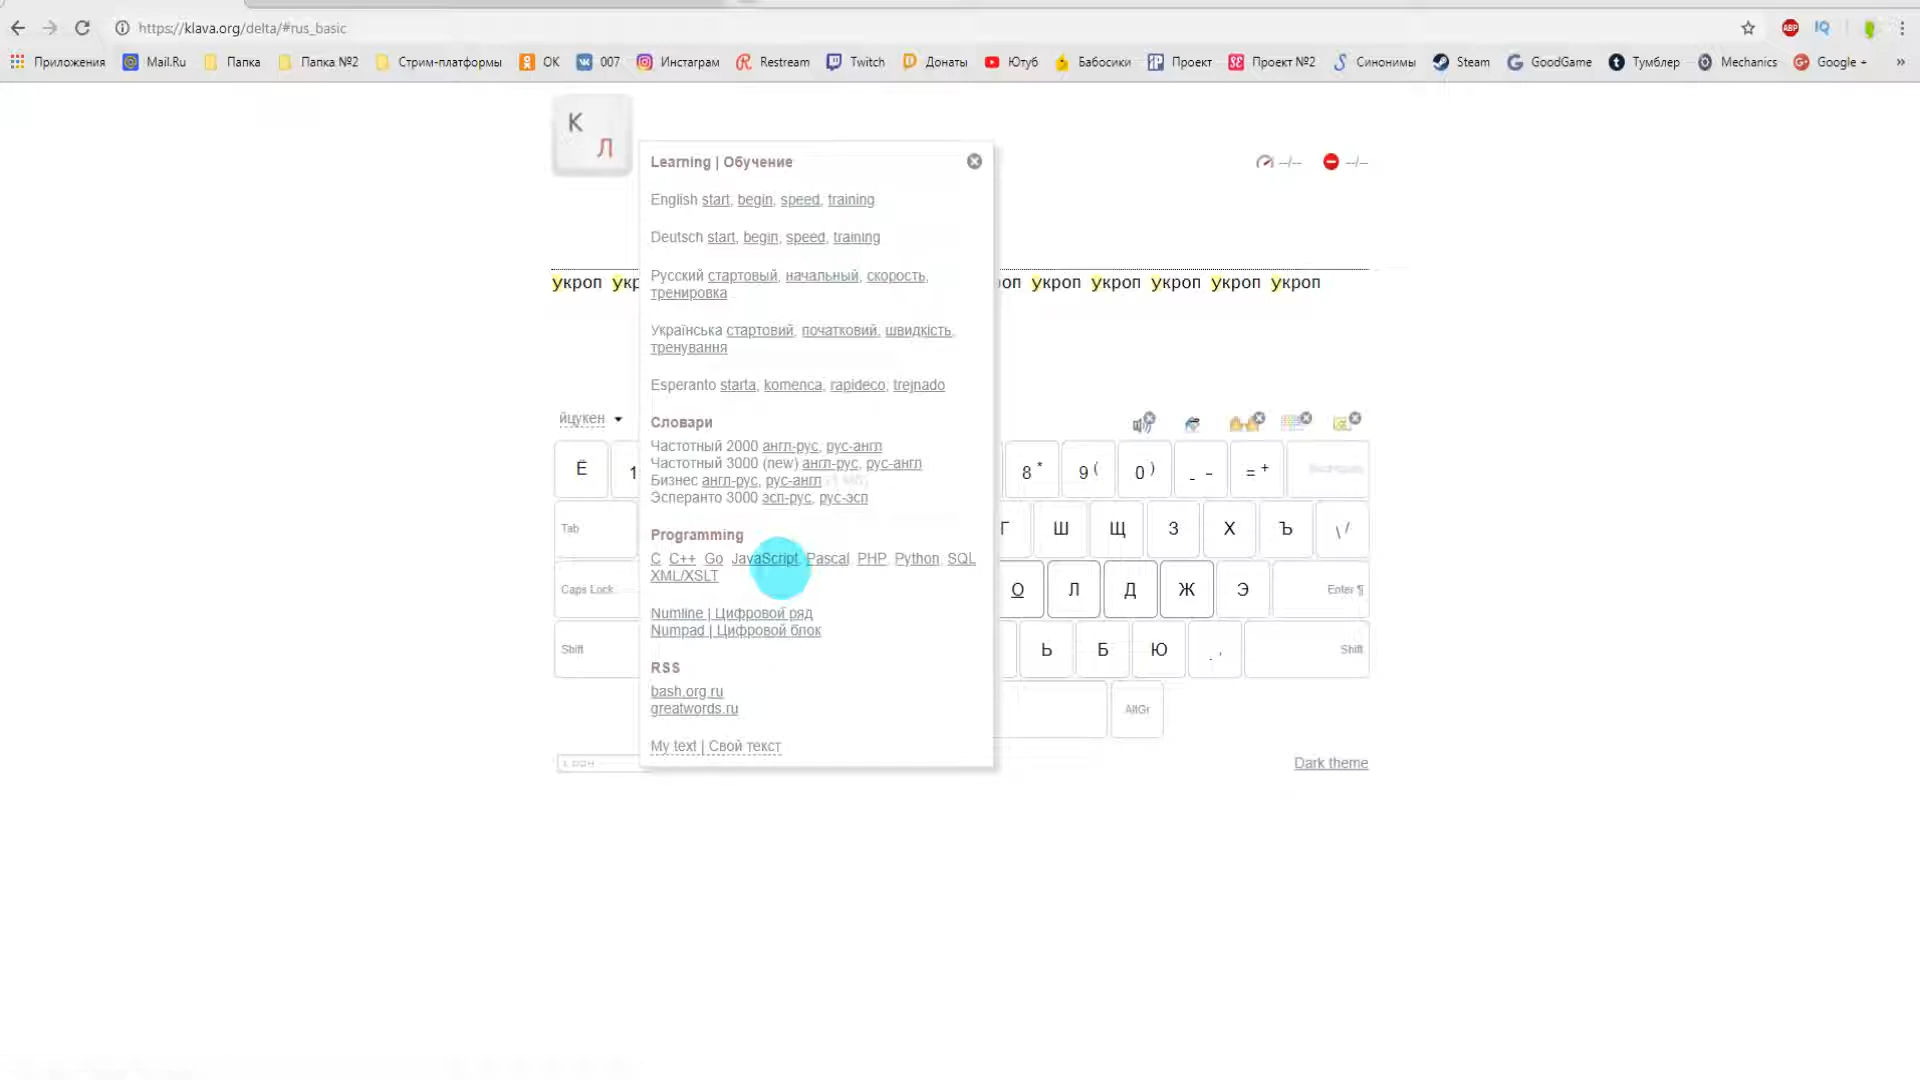 https://klava.org/delta/#rus_basic
Приложения Mail.Ru Папка Папка №2 Стрим-платформы ОК 007 Инстаграм Restream Twitch Донаты Ютуб Бабосики Проект Проект №2 Синонимы Steam GoodGame Тумблер Mechanics Google + »
К
Л
Learning | Обучение
--/-- --/--
English start, begin, speed, training
Deutsch start, begin, speed, training
Русский стартовый, начальный, скорость,
тренировка
укроп укр оп укроп укроп укроп укроп укроп
Українська стартовий, початковий, швидкість,
тренування
Esperanto starta, komenca, rapideco, trejnado
йцукен
Словари
Частотный 2000 англ-рус, рус-англ
Частотный 3000 (new) англ-рус, рус-англ
Бизнес англ-рус, рус-англ
Эсперанто 3000 эсп-рус, рус-эсп
Ё 1 8 * 9 ( 0 ) - _ = +
Programming
C C++ Go JavaScript Pascal PHP Python SQL
XML/XSLT
Tab Г Ш Щ З Х Ъ \ /
Caps Lock О Л Д Ж Э Enter ¶
Numline | Цифровой ряд
Numpad | Цифровой блок
Shift Ь Б Ю . , Shift
RSS
bash.org.ru
greatwords.ru
AltGr
My text | Свой текст
Dark theme